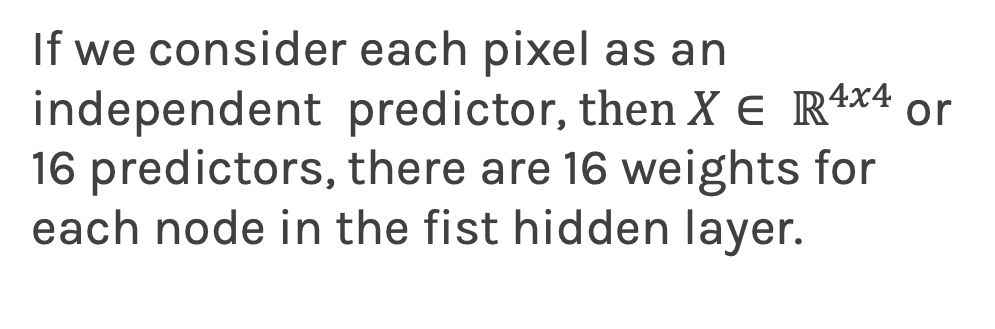 If we consider each pixel as an
independent predictor, then X ∈ ℝ^{4x4} or
16 predictors, there are 16 weights for
each node in the fist hidden layer.